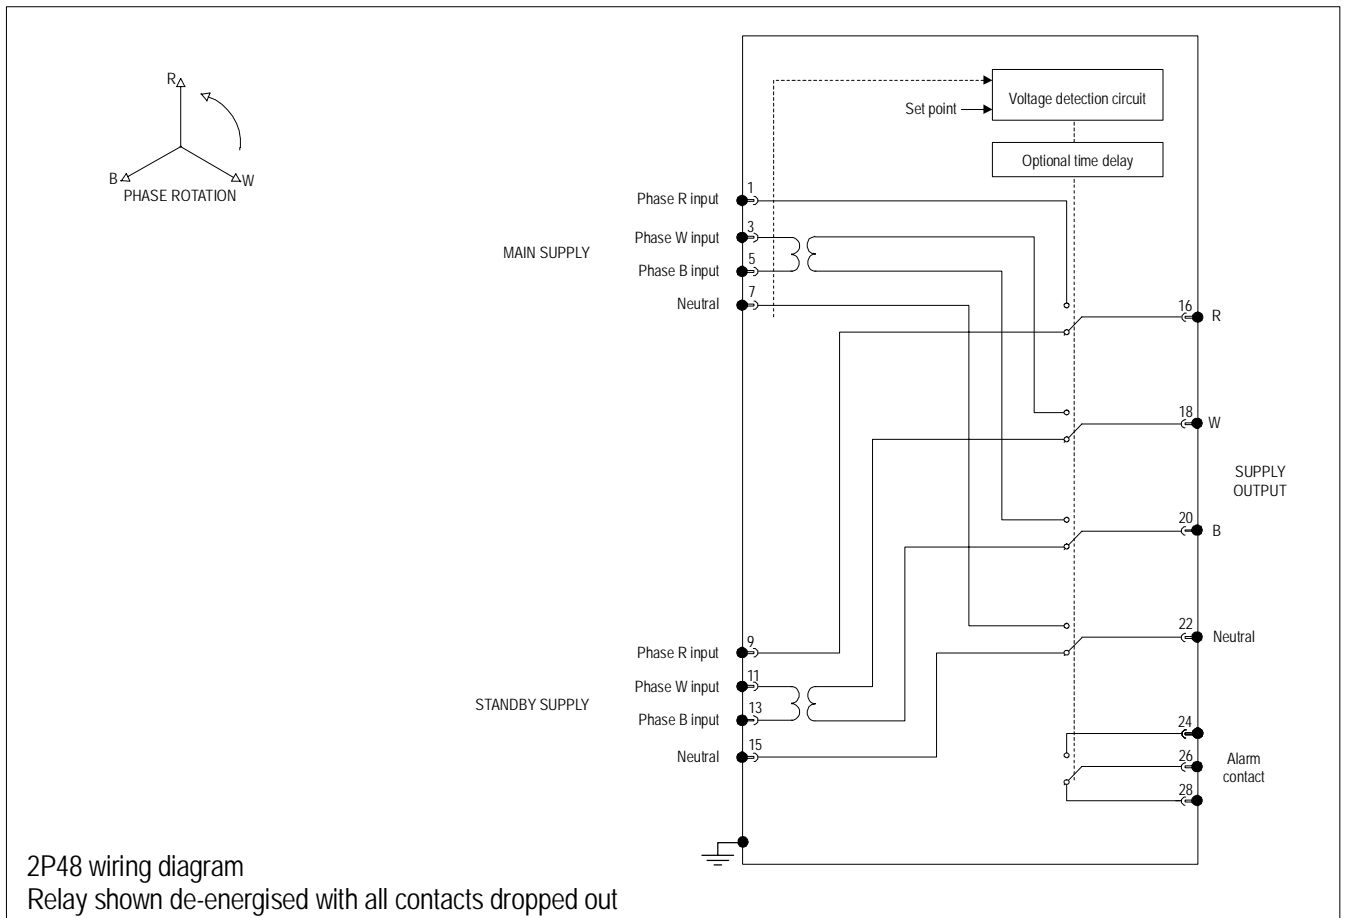 R
B
W
PHASE ROTATION
Voltage detection circuit
Set point
Optional time delay
MAIN SUPPLY
Phase R input
1
Phase W input
3
Phase B input
5
Neutral
7
16
R
18
W
SUPPLY
OUTPUT
20
B
22
Neutral
STANDBY SUPPLY
Phase R input
9
Phase W input
11
Phase B input
13
Neutral
15
24
26
28
Alarm
contact
2P48 wiring diagram
Relay shown de-energised with all contacts dropped out